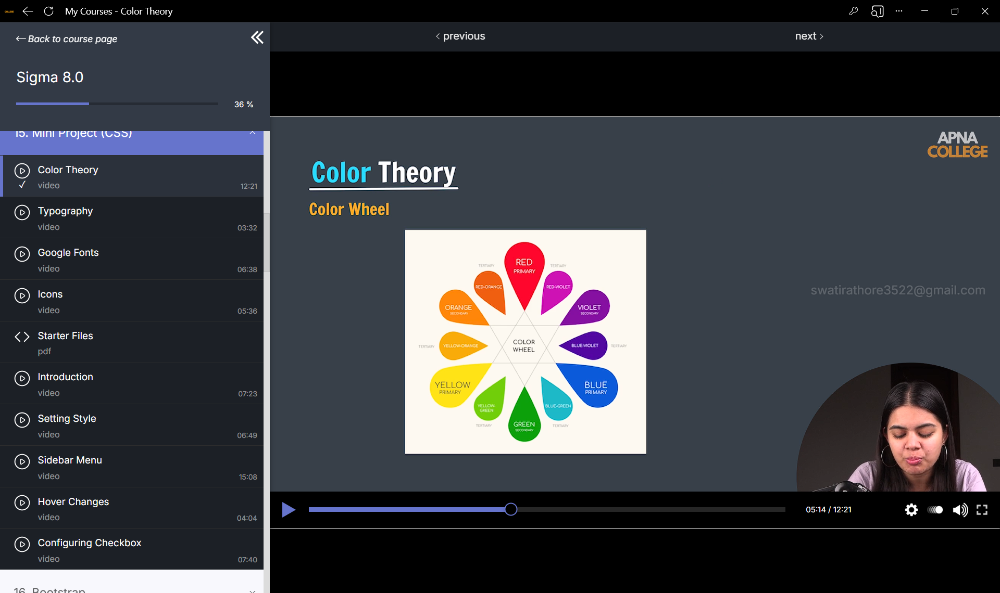 My Courses - Color Theory
Back to course page
Sigma 8.0
36 %
15. Mini Project (CSS)
Color Theory
video
12:21
Typography
video
03:32
Google Fonts
video
06:38
Icons
video
05:36
Starter Files
pdf
Introduction
video
07:23
Setting Style
video
06:49
Sidebar Menu
video
15:08
Hover Changes
video
04:04
Configuring Checkbox
video
07:40
16. Bootstrap
previous
next
APNA
COLLEGE
Color Theory
Color Wheel
RED
PRIMARY
TERTIARY
TERTIARY
RED-ORANGE
RED-VIOLET
ORANGE
SECONDARY
VIOLET
SECONDARY
TERTIARY
YELLOW-ORANGE
COLOR
WHEEL
BLUE-VIOLET
TERTIARY
YELLOW
PRIMARY
BLUE
PRIMARY
YELLOW-
GREEN
BLUE-GREEN
TERTIARY
GREEN
SECONDARY
TERTIARY
swatirathore3522@gmail.com
05:14 / 12:21